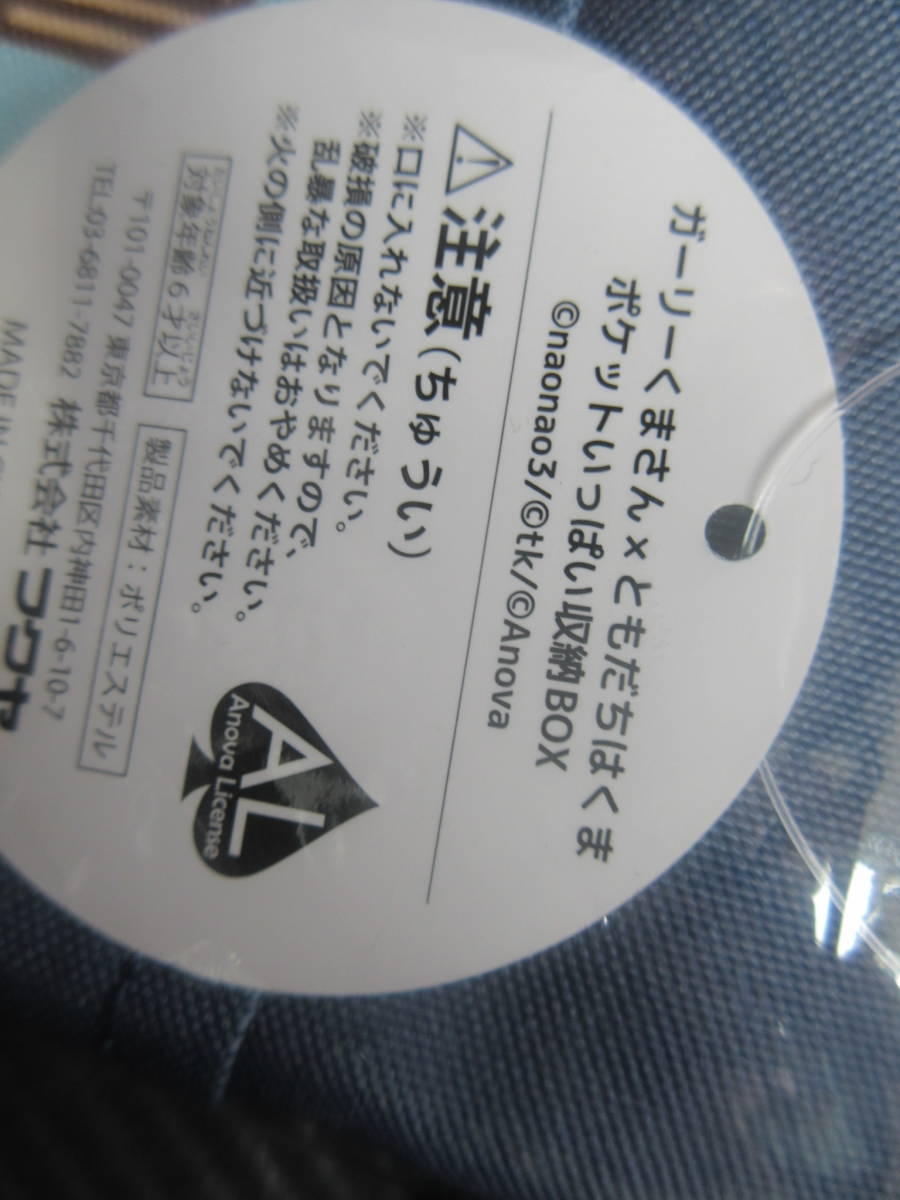 ガーリーくまさん×ともだちはくま
ポケットいっぱい収納BOX
©naonao3/©tk/©Anova
注意(ちゅうい)
※口に入れないでください。
※破損の原因となりますので、
乱暴な取扱いはおやめください。
※火の側に近づけないでください。
対象年齢6才以上
製品素材:ポリエステル
〒101-0047 東京都千代田区内神田1-6-10-7
TEL.03-6811-7882 株式会社フクヤ
MADE IN
AL
Anova License